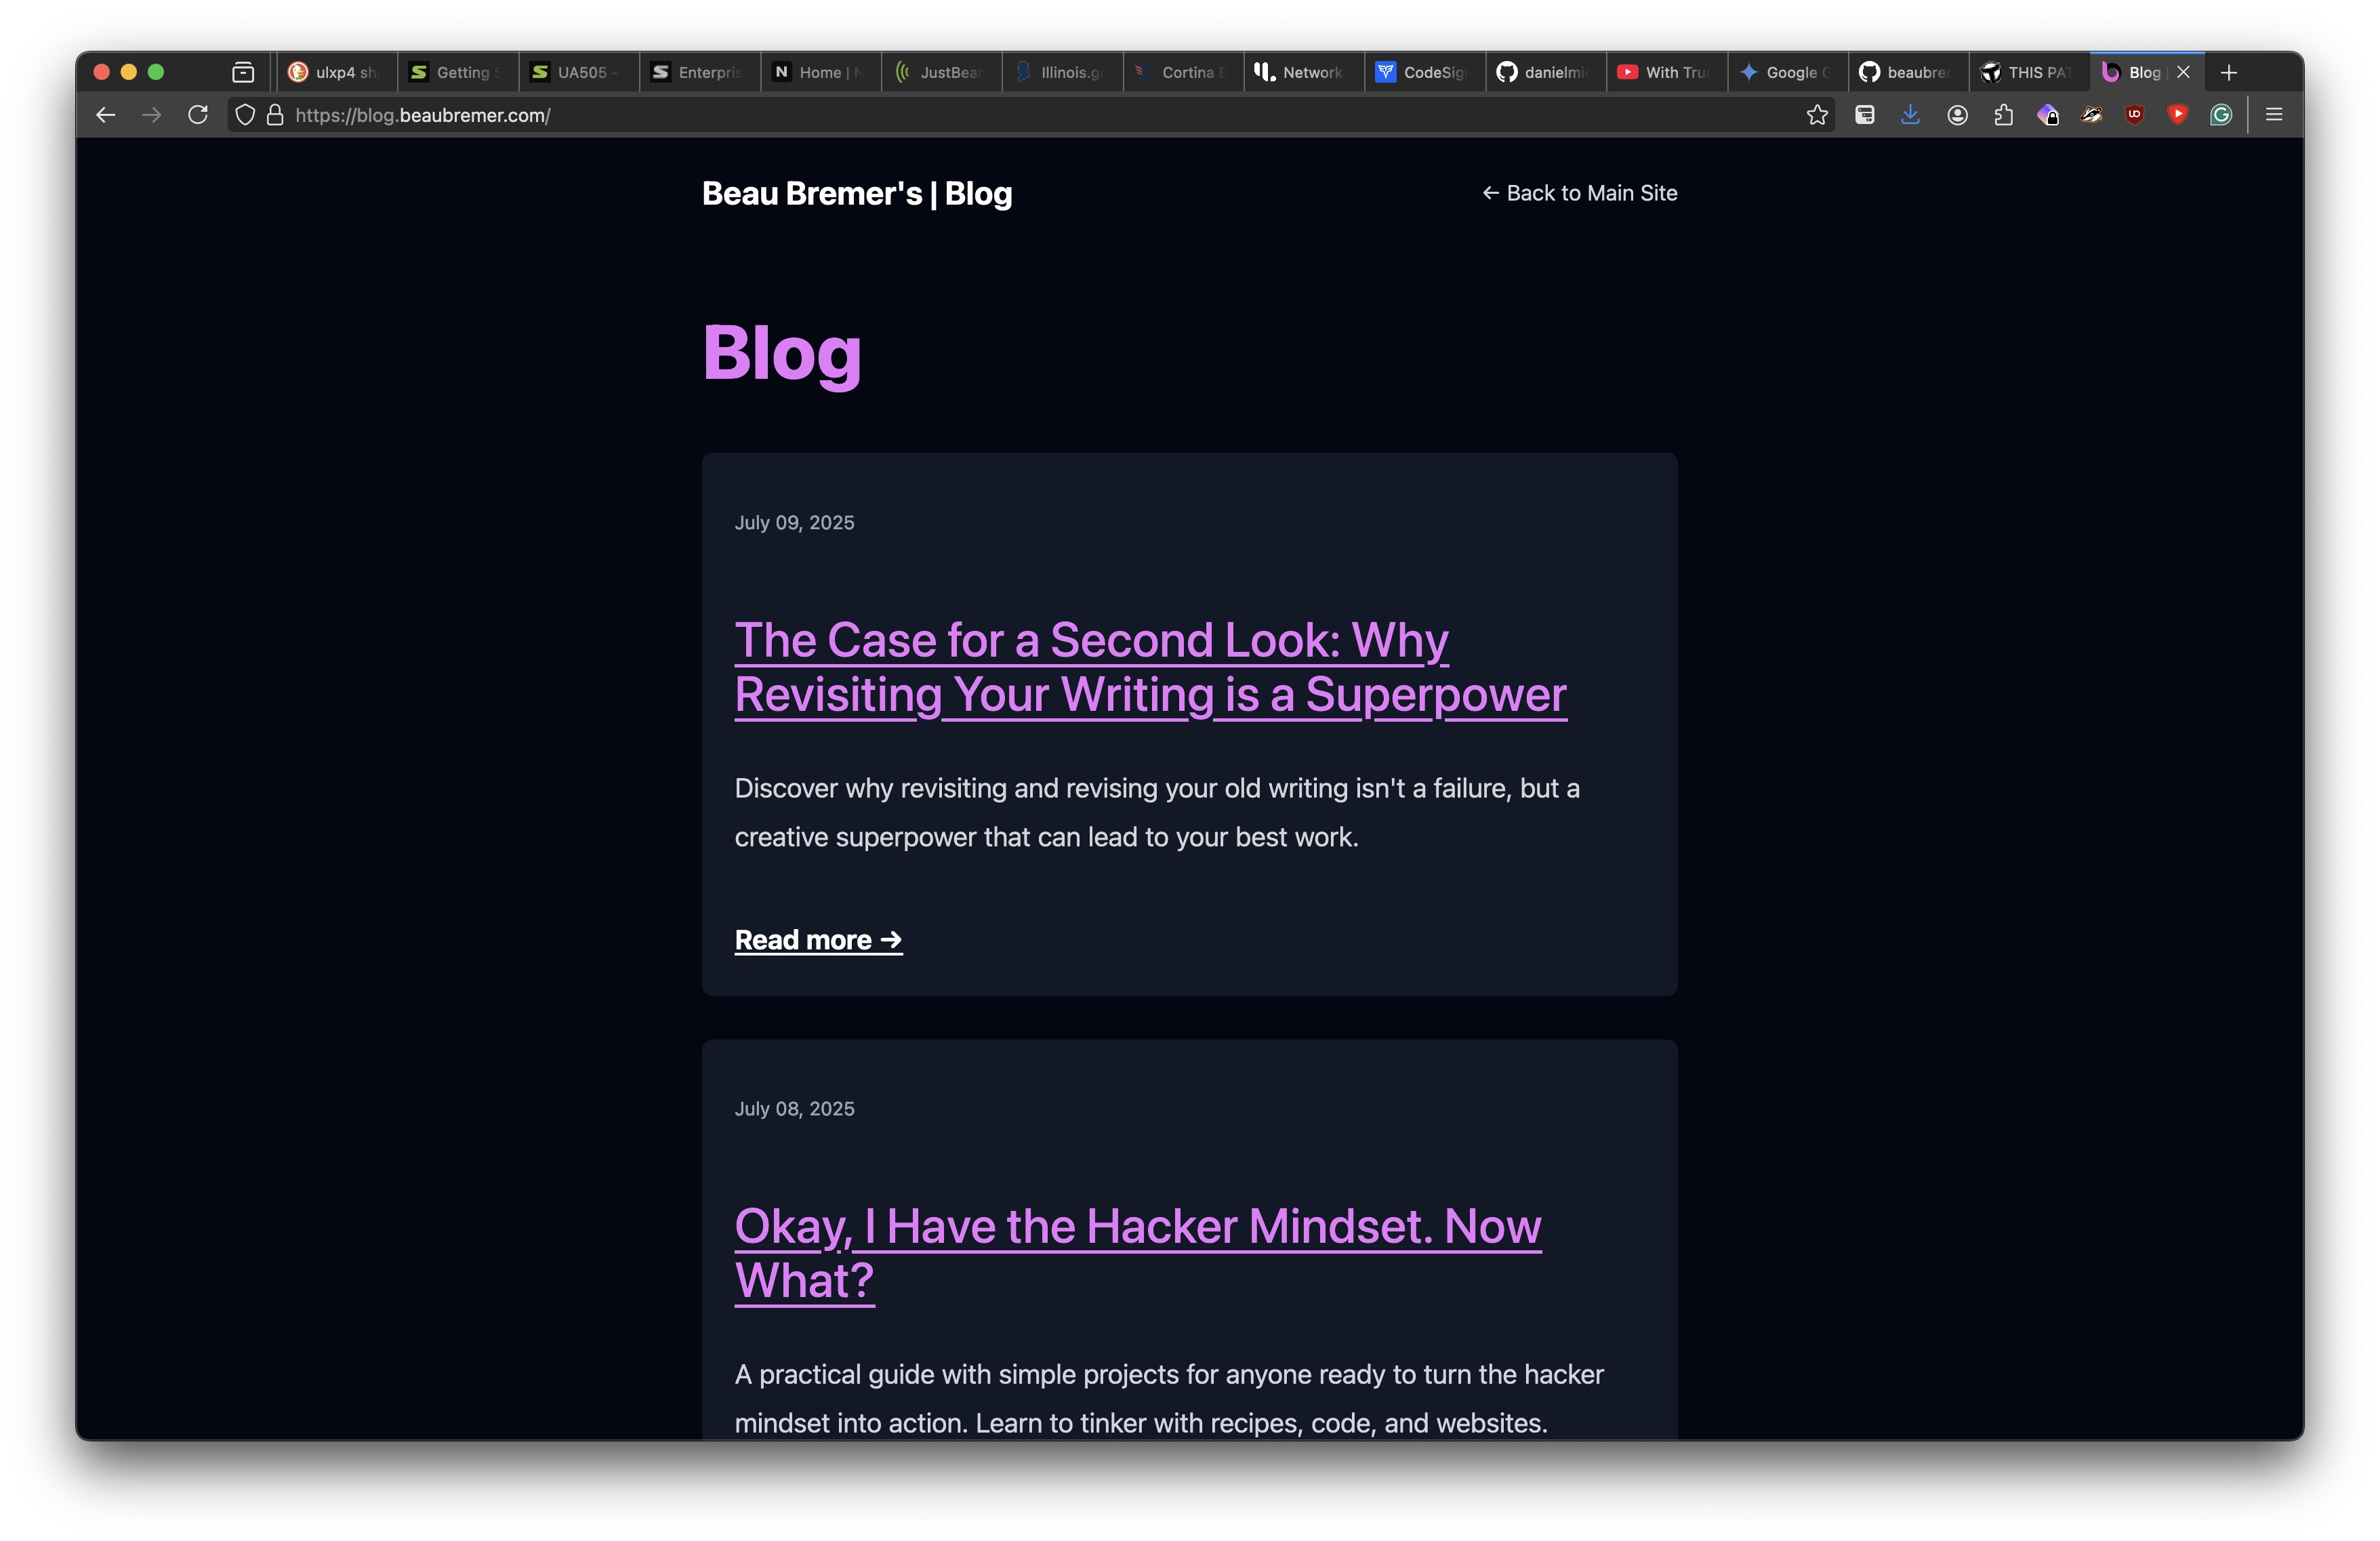 ulxp4 sh
Getting S
UA505 -
Enterpris
Home | N
JustBear
Illinois.go
Cortina B
Network
CodeSig
danielmi
With Tru
Google G
beaubrer
THIS PAT
Blog |
https://blog.beaubremer.com/
Beau Bremer's | Blog
← Back to Main Site
Blog
July 09, 2025
The Case for a Second Look: Why
Revisiting Your Writing is a Superpower
Discover why revisiting and revising your old writing isn't a failure, but a
creative superpower that can lead to your best work.
Read more →
July 08, 2025
Okay, I Have the Hacker Mindset. Now
What?
A practical guide with simple projects for anyone ready to turn the hacker
mindset into action. Learn to tinker with recipes, code, and websites.